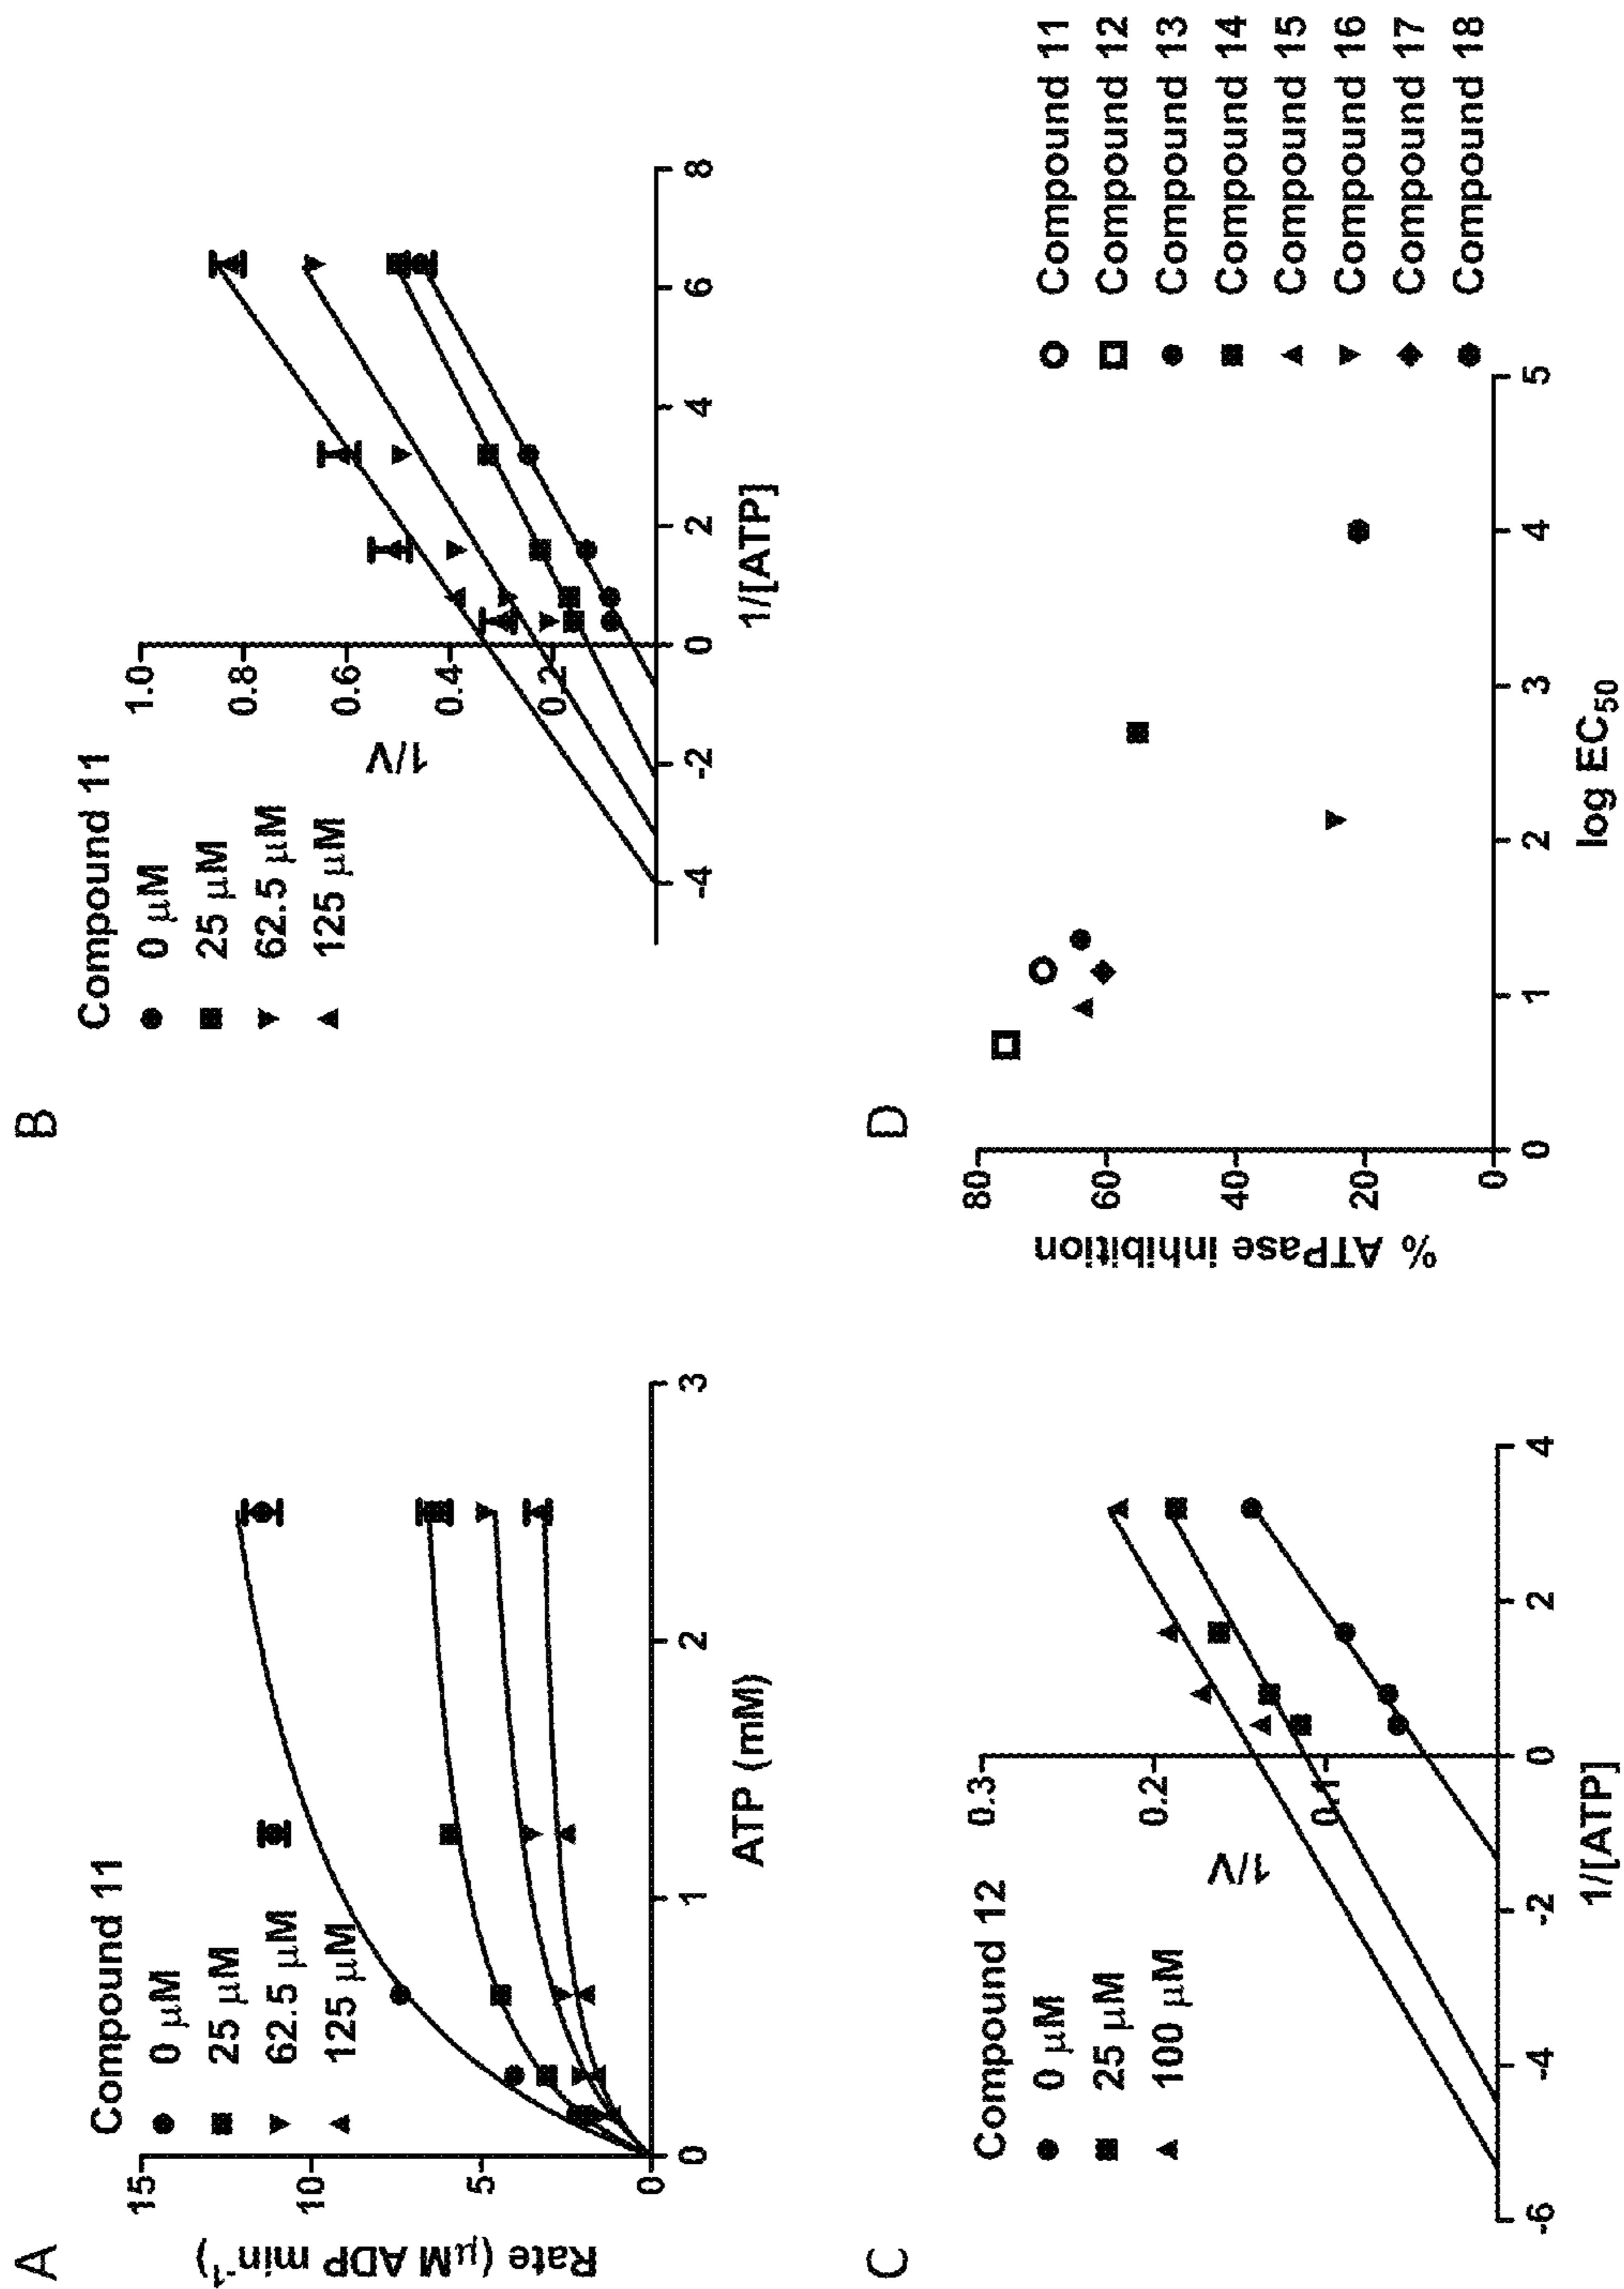 A
Compound 11
0 μM
25 μM
62.5 μM
125 μM
15
10
5
0
Rate (μM ADP min⁻¹)
0 1 2 3
ATP (mM)
B
Compound 11
0 μM
25 μM
62.5 μM
125 μM
1/V
1.0
0.8
0.6
0.4
0.2
-4 -2 0 2 4 6 8
1/[ATP]
C
Compound 12
0 μM
25 μM
100 μM
1/V
0.3
0.2
0.1
-6 -4 -2 0 2 4
1/[ATP]
D
80
60
40
20
0
% ATPase inhibition
0 1 2 3 4 5
log EC₅₀
Compound 11
Compound 12
Compound 13
Compound 14
Compound 15
Compound 16
Compound 17
Compound 18